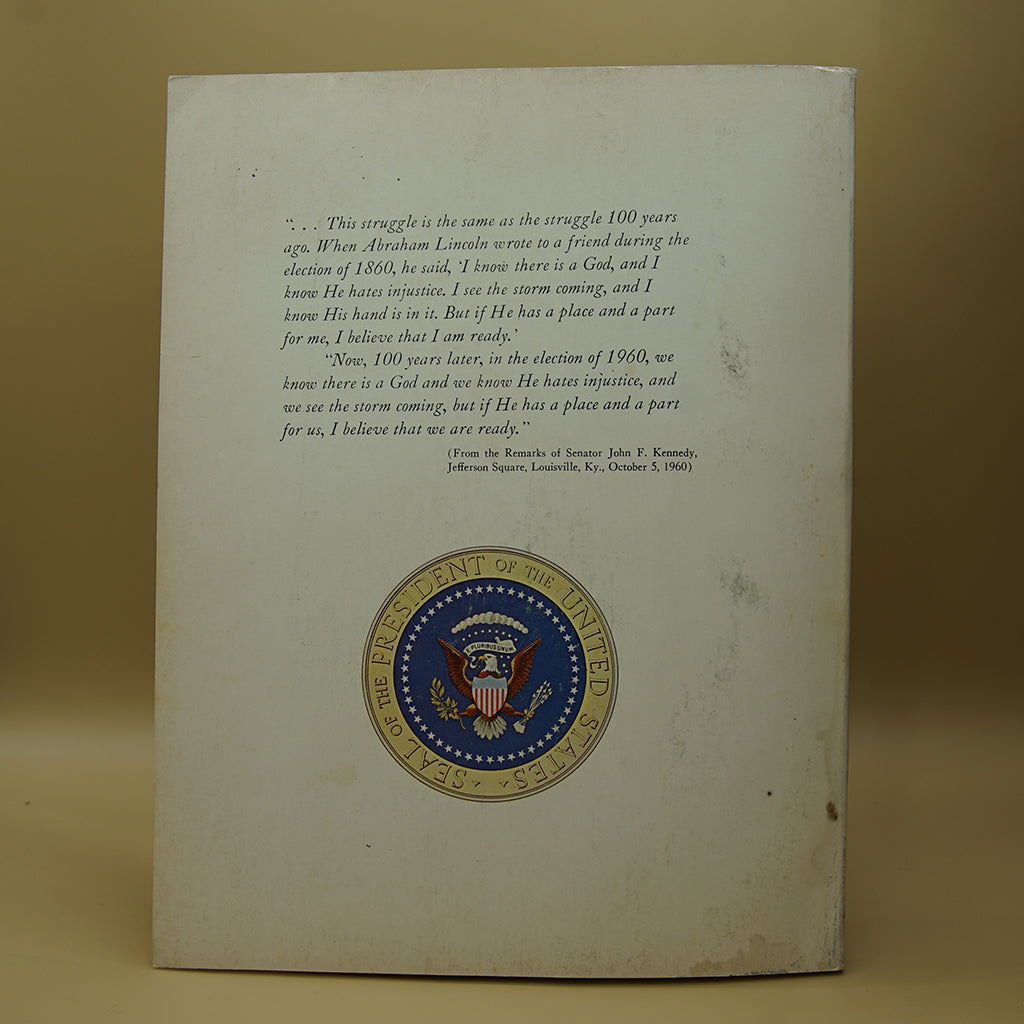 “. . . This struggle is the same as the struggle 100 years
ago. When Abraham Lincoln wrote to a friend during the
election of 1860, he said, ‘I know there is a God, and I
know He hates injustice. I see the storm coming, and I
know His hand is in it. But if He has a place and a part
for me, I believe that I am ready.’
“Now, 100 years later, in the election of 1960, we
know there is a God and we know He hates injustice, and
we see the storm coming, but if He has a place and a part
for us, I believe that we are ready.”
(From the Remarks of Senator John F. Kennedy,
Jefferson Square, Louisville, Ky., October 5, 1960)
SEAL OF THE PRESIDENT OF THE UNITED STATES
E PLURIBUS UNUM